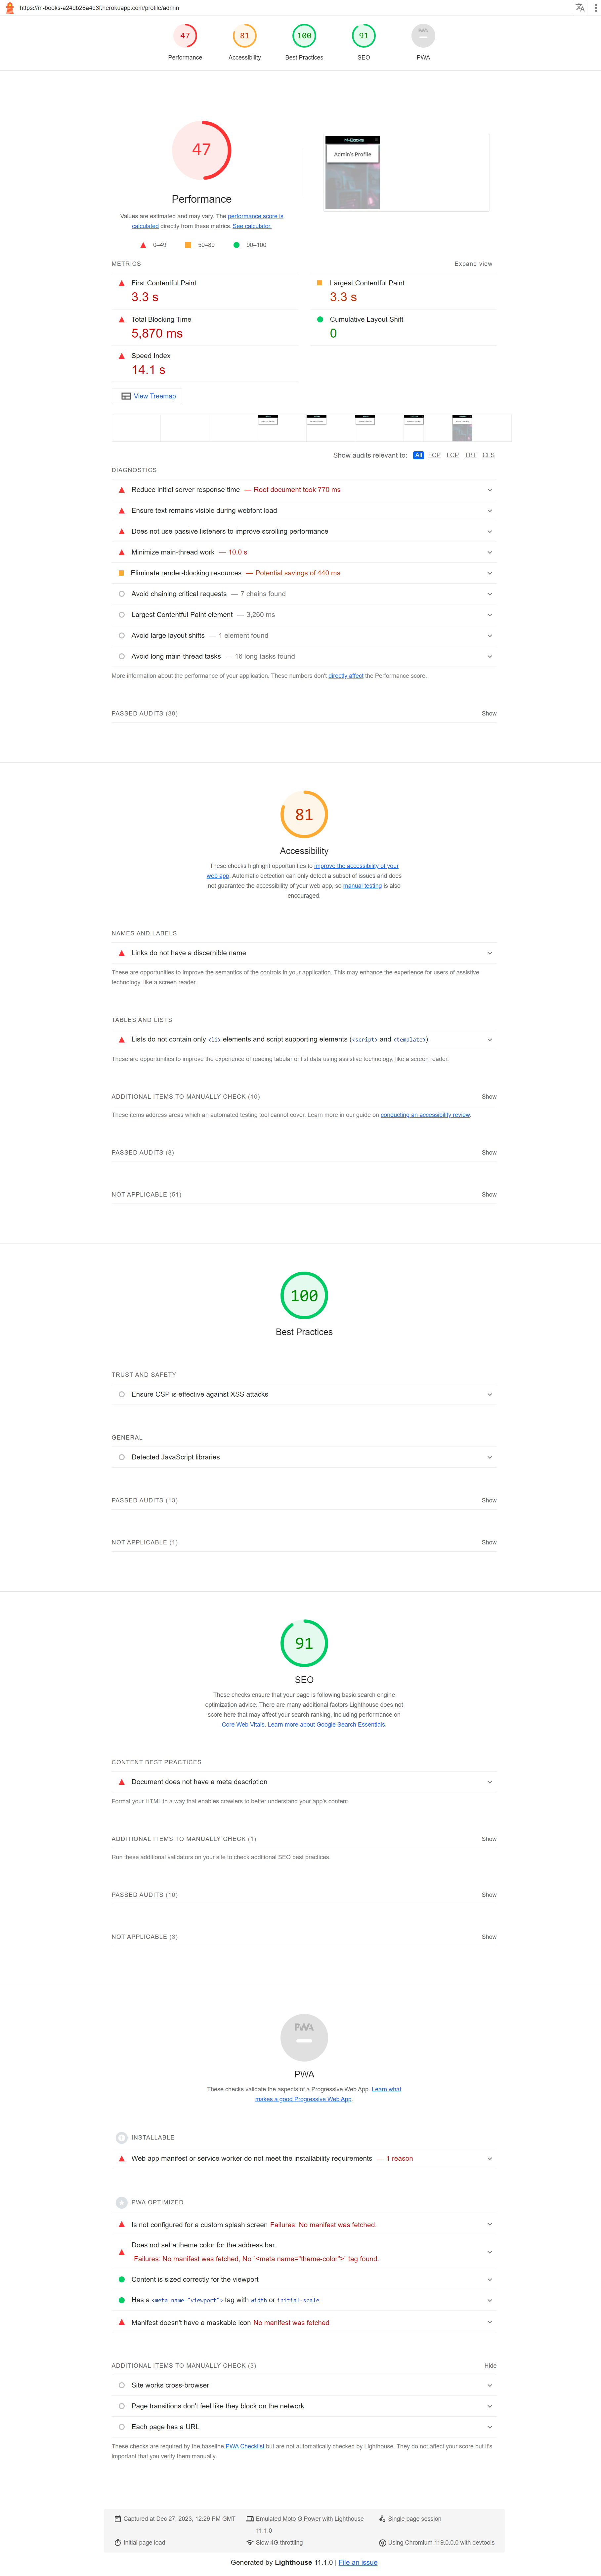 https://m-books-a24db28a4d3f.herokuapp.com/profile/admin
47
81
100
91
PWA
Performance
Accessibility
Best Practices
SEO
PWA
47
M-Books
Admin's Profile
Performance
Values are estimated and may vary. The performance score is
calculated directly from these metrics. See calculator.
0–49
50–89
90–100
METRICS
Expand view
First Contentful Paint
3.3 s
Largest Contentful Paint
3.3 s
Total Blocking Time
5,870 ms
Cumulative Layout Shift
0
Speed Index
14.1 s
View Treemap
Show audits relevant to: All FCP LCP TBT CLS
DIAGNOSTICS
Reduce initial server response time — Root document took 770 ms
Ensure text remains visible during webfont load
Does not use passive listeners to improve scrolling performance
Minimize main-thread work — 10.0 s
Eliminate render-blocking resources — Potential savings of 440 ms
Avoid chaining critical requests — 7 chains found
Largest Contentful Paint element — 3,260 ms
Avoid large layout shifts — 1 element found
Avoid long main-thread tasks — 16 long tasks found
More information about the performance of your application. These numbers don't directly affect the Performance score.
PASSED AUDITS (30)
Show
81
Accessibility
These checks highlight opportunities to improve the accessibility of your
web app. Automatic detection can only detect a subset of issues and does
not guarantee the accessibility of your web app, so manual testing is also
encouraged.
NAMES AND LABELS
Links do not have a discernible name
These are opportunities to improve the semantics of the controls in your application. This may enhance the experience for users of assistive
technology, like a screen reader.
TABLES AND LISTS
Lists do not contain only <li> elements and script supporting elements (<script> and <template>).
These are opportunities to improve the experience of reading tabular or list data using assistive technology, like a screen reader.
ADDITIONAL ITEMS TO MANUALLY CHECK (10)
Show
These items address areas which an automated testing tool cannot cover. Learn more in our guide on conducting an accessibility review.
PASSED AUDITS (8)
Show
NOT APPLICABLE (51)
Show
100
Best Practices
TRUST AND SAFETY
Ensure CSP is effective against XSS attacks
GENERAL
Detected JavaScript libraries
PASSED AUDITS (13)
Show
NOT APPLICABLE (1)
Show
91
SEO
These checks ensure that your page is following basic search engine
optimization advice. There are many additional factors Lighthouse does not
score here that may affect your search ranking, including performance on
Core Web Vitals. Learn more about Google Search Essentials.
CONTENT BEST PRACTICES
Document does not have a meta description
Format your HTML in a way that enables crawlers to better understand your app's content.
ADDITIONAL ITEMS TO MANUALLY CHECK (1)
Show
Run these additional validators on your site to check additional SEO best practices.
PASSED AUDITS (10)
Show
NOT APPLICABLE (3)
Show
PWA
PWA
These checks validate the aspects of a Progressive Web App. Learn what
makes a good Progressive Web App.
INSTALLABLE
Web app manifest or service worker do not meet the installability requirements — 1 reason
PWA OPTIMIZED
Is not configured for a custom splash screen Failures: No manifest was fetched.
Does not set a theme color for the address bar.
Failures: No manifest was fetched, No `<meta name="theme-color">` tag found.
Content is sized correctly for the viewport
Has a <meta name="viewport"> tag with width or initial-scale
Manifest doesn't have a maskable icon No manifest was fetched
ADDITIONAL ITEMS TO MANUALLY CHECK (3)
Hide
Site works cross-browser
Page transitions don't feel like they block on the network
Each page has a URL
These checks are required by the baseline PWA Checklist but are not automatically checked by Lighthouse. They do not affect your score but it's
important that you verify them manually.
Captured at Dec 27, 2023, 12:29 PM GMT
Emulated Moto G Power with Lighthouse
11.1.0
Single page session
Initial page load
Slow 4G throttling
Using Chromium 119.0.0.0 with devtools
Generated by Lighthouse 11.1.0 | File an issue